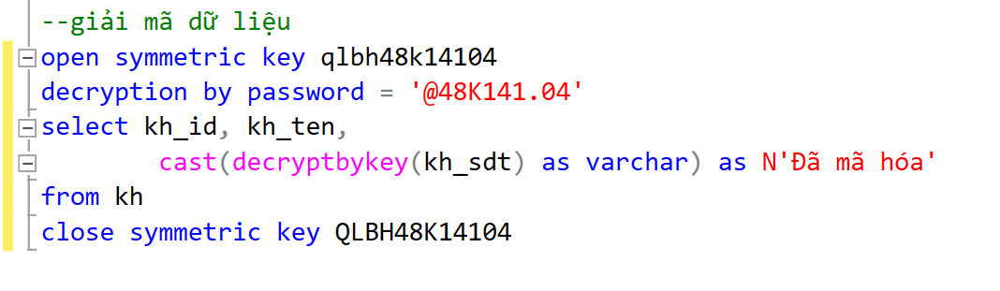 --giải mã dữ liệu
open symmetric key qlbh48k14104
decryption by password = '@48K141.04'
select kh_id, kh_ten,
cast(decryptbykey(kh_sdt) as varchar) as N'Đã mã hóa'
from kh
close symmetric key QLBH48K14104